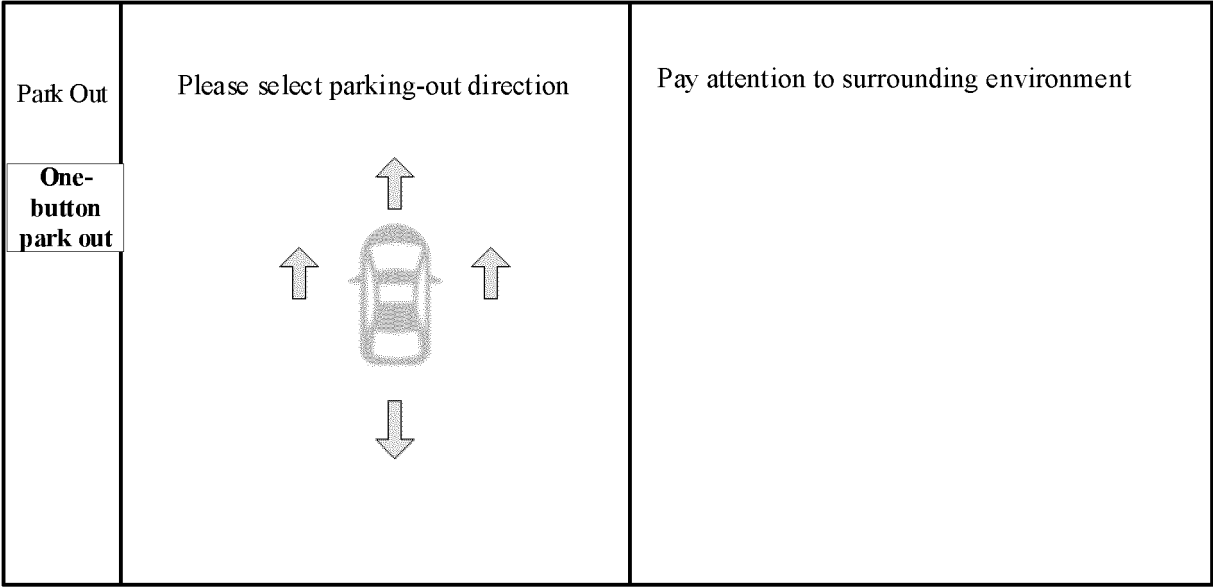 Park Out
One-
button
park out
Please select parking-out direction
Pay attention to surrounding environment